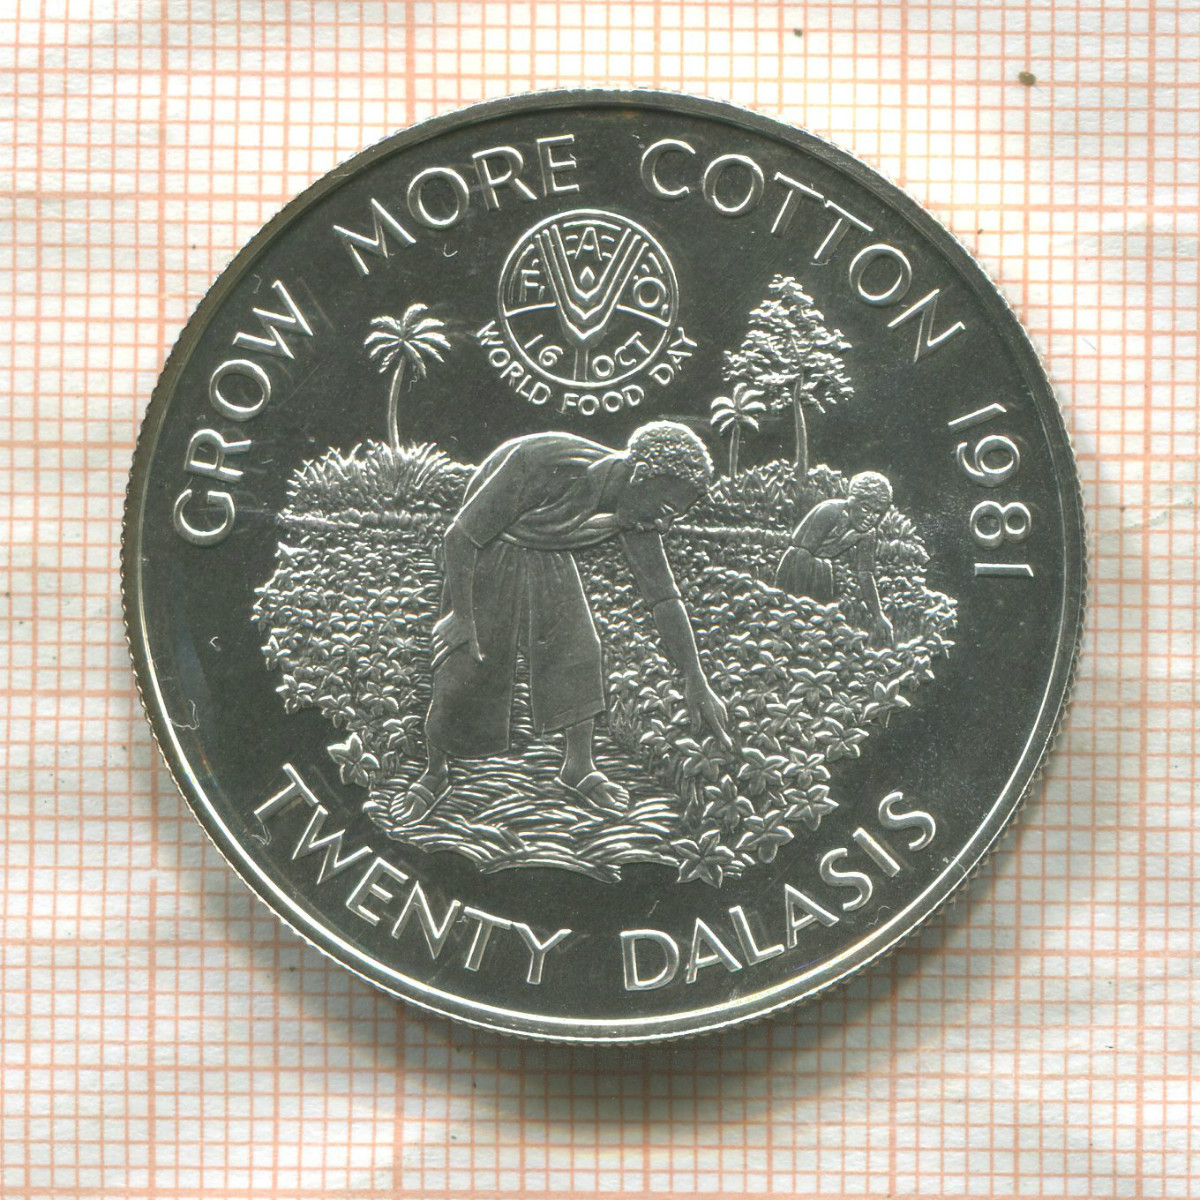 GROW MORE COTTON 1981
F. A. O.
16 OCT
WORLD FOOD DAY
TWENTY DALASIS